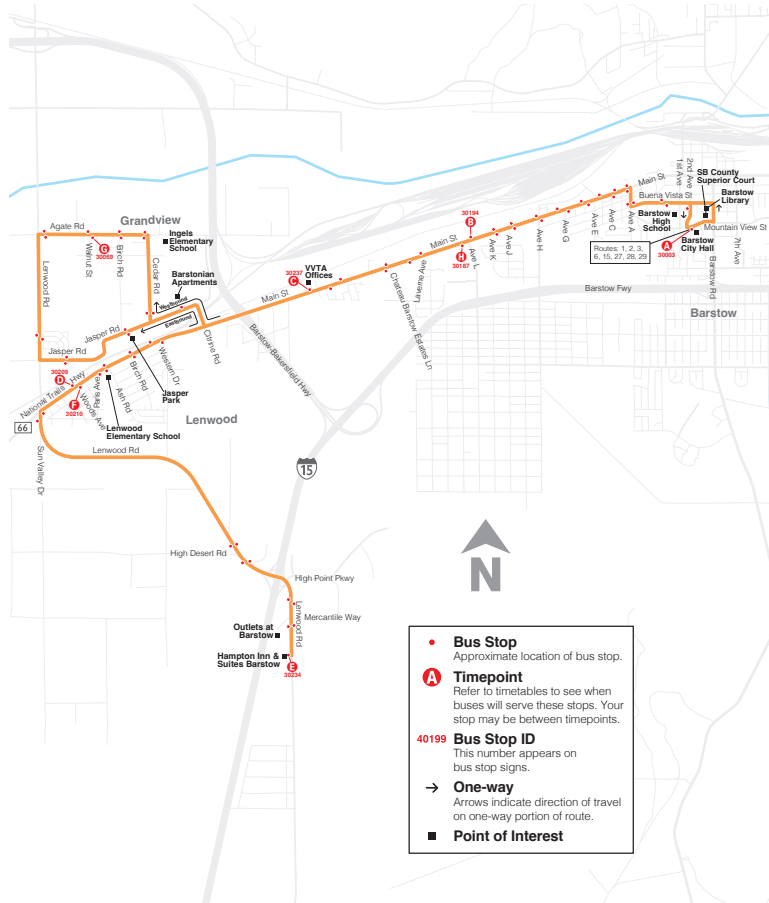 2nd Ave
1st Ave
SB County
Superior Court
Barstow
Library
Main St
Buena Vista St
Mountain View St
Barstow
High
School
Barstow
City Hall
A
30003
7th Ave
Barstow Rd
Routes: 1, 2, 3,
6, 15, 27, 28, 29
Barstow
Barstow Fwy
Ave A
Ave C
Ave E
Ave G
Ave H
Ave J
Ave K
Ave L
30194
B
Main St
H
30187
Laverne Ave
Chateau Barstow Estates Ln
VVTA
Offices
30237
C
Main St
Barstow-Bakersfield Hwy
Grandview
Agate Rd
Ingels
Elementary
School
G
30069
Walnut St
Birch Rd
Cedar Rd
Lenwood Rd
Barstonian
Apartments
Westbound
Eastbound
Citrine Rd
Jasper Rd
Jasper Rd
30209
D
National Trails Hwy
F
30210
Woods Ave
Paris Ave
Ash Rd
Birch Rd
Western Dr
Jasper
Park
Lenwood
Lenwood
Elementary School
66
Sun Valley Dr
Lenwood Rd
15
High Desert Rd
High Point Pkwy
Lenwood Rd
Mercantile Way
Outlets at
Barstow
Hampton Inn &
Suites Barstow
E
30234
N
Bus Stop
Approximate location of bus stop.
A Timepoint
Refer to timetables to see when
buses will serve these stops. Your
stop may be between timepoints.
40199 Bus Stop ID
This number appears on
bus stop signs.
→ One-way
Arrows indicate direction of travel
on one-way portion of route.
Point of Interest